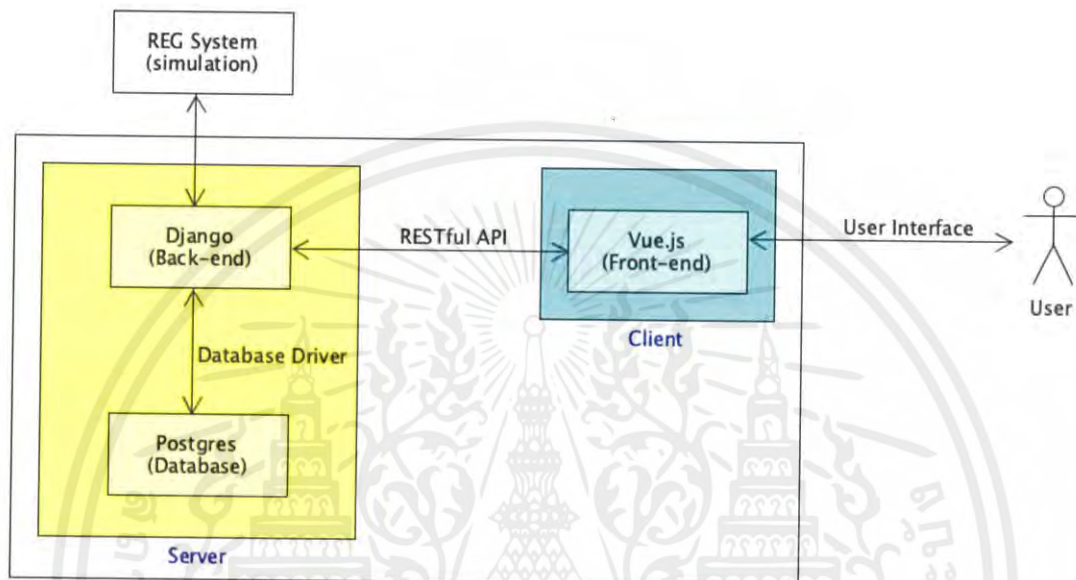 REG System
(simulation)
Django
(Back-end)
RESTful API
Vue.js
(Front-end)
User Interface
User
Client
Database Driver
Postgres
(Database)
Server